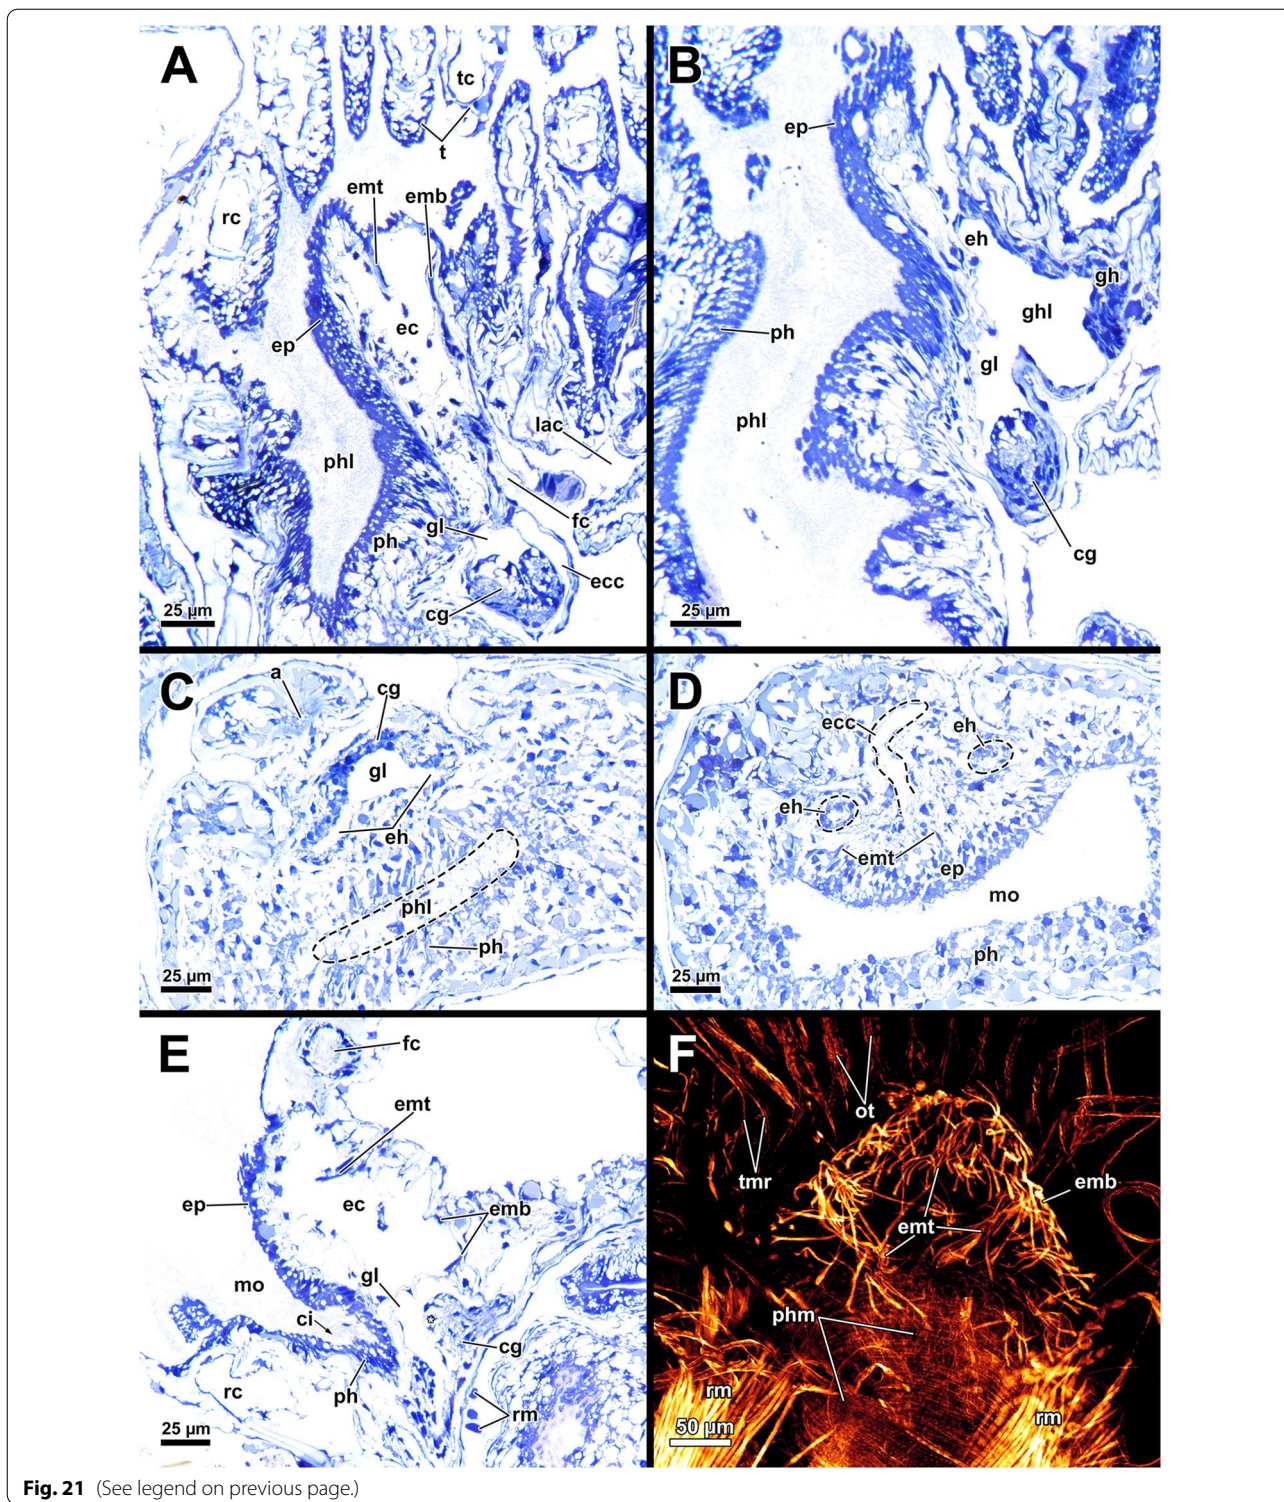 A
tc
t
emt
emb
rc
ec
ep
lac
phl
fc
gl
ph
ecc
cg
25 µm
B
ep
eh
gh
ghl
ph
gl
phl
cg
25 µm
C
a
cg
gl
eh
phl
ph
25 µm
D
ecc
eh
eh
emt
ep
mo
ph
25 µm
E
fc
emt
ep
ec
emb
gl
mo
ci
cg
rc
ph
rm
25 µm
F
ot
tmr
emb
emt
phm
rm
rm
50 µm
Fig. 21 (See legend on previous page.)